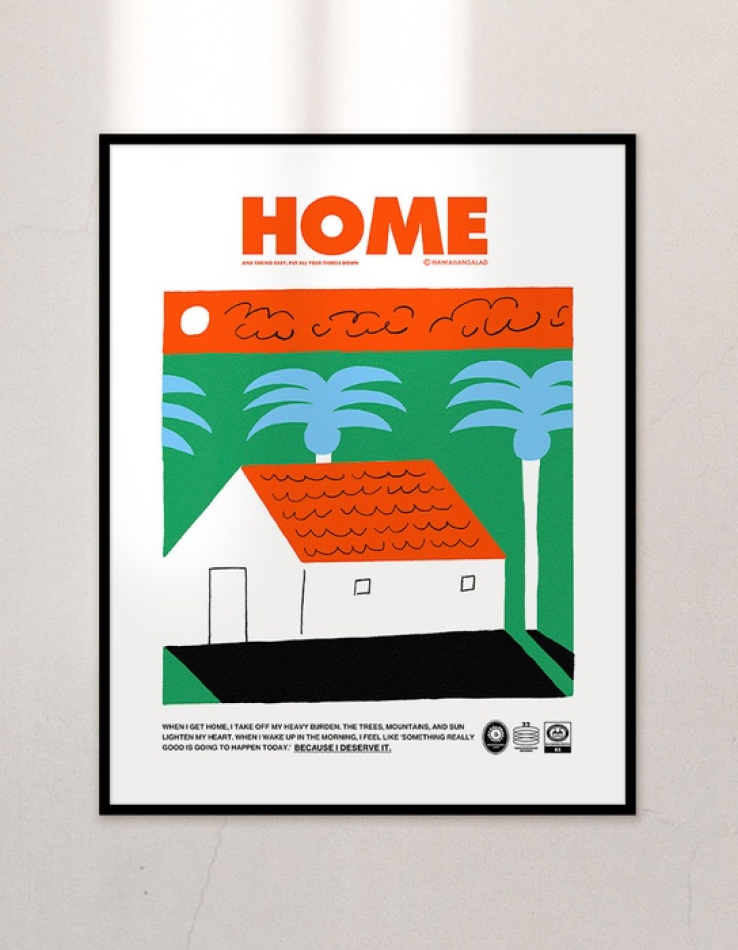 HOME
AND TAKING EASY, PUT ALL YOUR THINGS DOWN
©HAWAIIANSALAD
WHEN I GET HOME, I TAKE OFF MY HEAVY BURDEN. THE TREES, MOUNTAINS, AND SUN
LIGHTEN MY HEART. WHEN I WAKE UP IN THE MORNING, I FEEL LIKE 'SOMETHING REALLY
GOOD IS GOING TO HAPPEN TODAY.' BECAUSE I DESERVE IT.
22